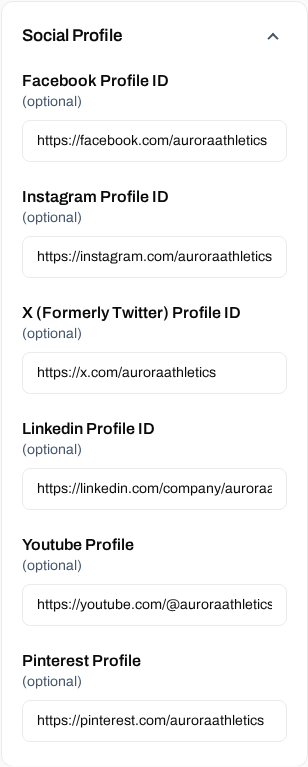 Social Profile
Facebook Profile ID
(optional)
https://facebook.com/auroraathletics
Instagram Profile ID
(optional)
https://instagram.com/auroraathletics
X (Formerly Twitter) Profile ID
(optional)
https://x.com/auroraathletics
Linkedin Profile ID
(optional)
https://linkedin.com/company/auroraa
Youtube Profile
(optional)
https://youtube.com/@auroraathletics
Pinterest Profile
(optional)
https://pinterest.com/auroraathletics